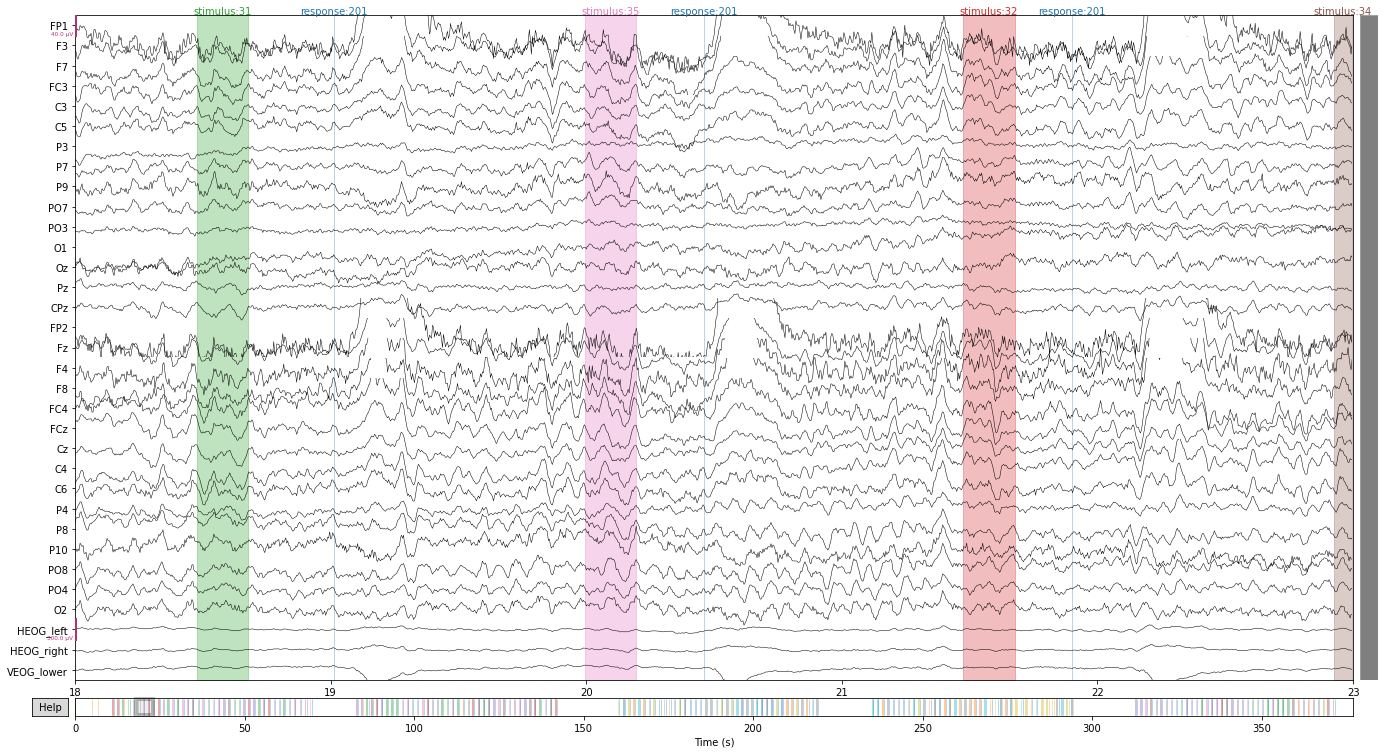 stimulus:31 response:201 stimulus:35 response:201 stimulus:32 response:201 stimulus:34
FP1
40.0 µV
F3
F7
FC3
C3
C5
P3
P7
P9
PO7
PO3
O1
Oz
Pz
CPz
FP2
Fz
F4
F8
FC4
FCz
Cz
C4
C6
P4
P8
P10
PO8
PO4
O2
HEOG_left
HEOG_right
VEOG_lower
18 19 20 21 22 23
Help
0 50 100 150 200 250 300 350
Time (s)